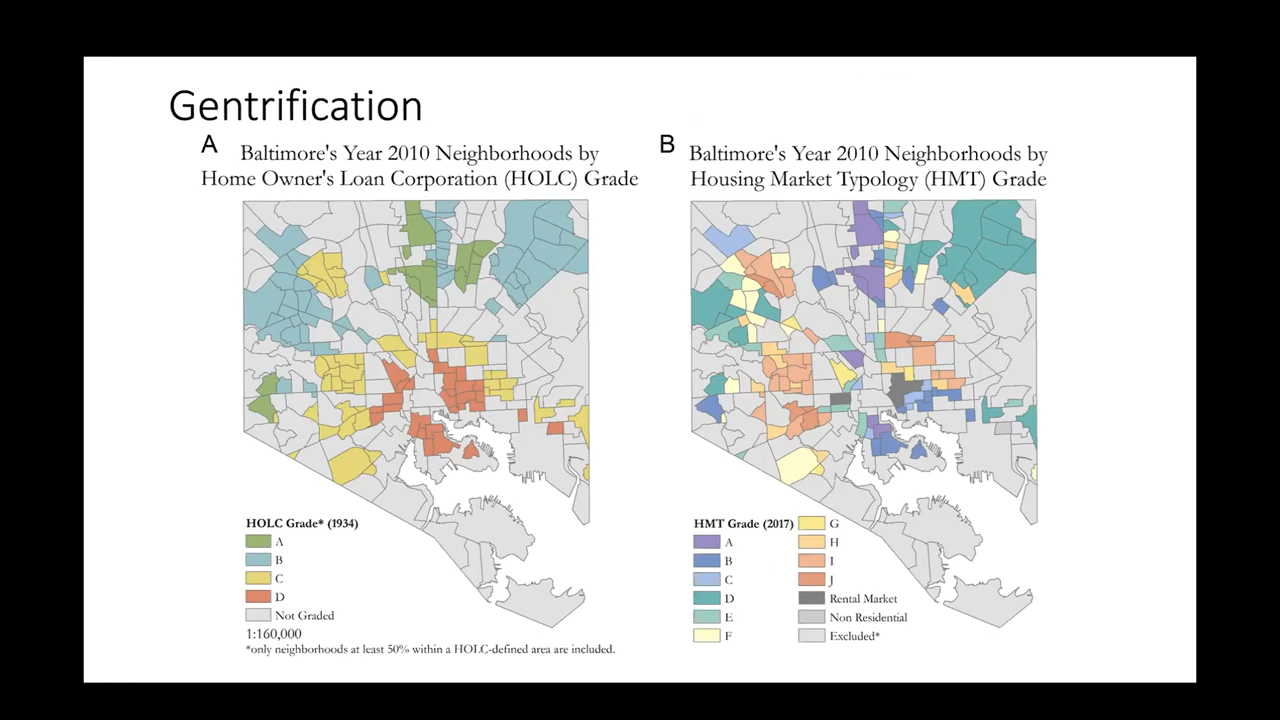 Gentrification
A
Baltimore's Year 2010 Neighborhoods by
Home Owner's Loan Corporation (HOLC) Grade
HOLC Grade* (1934)
A
B
C
D
Not Graded
1:160,000
*only neighborhoods at least 50% within a HOLC-defined area are included.
B
Baltimore's Year 2010 Neighborhoods by
Housing Market Typology (HMT) Grade
HMT Grade (2017)
A
B
C
D
E
F
G
H
I
J
Rental Market
Non Residential
Excluded*